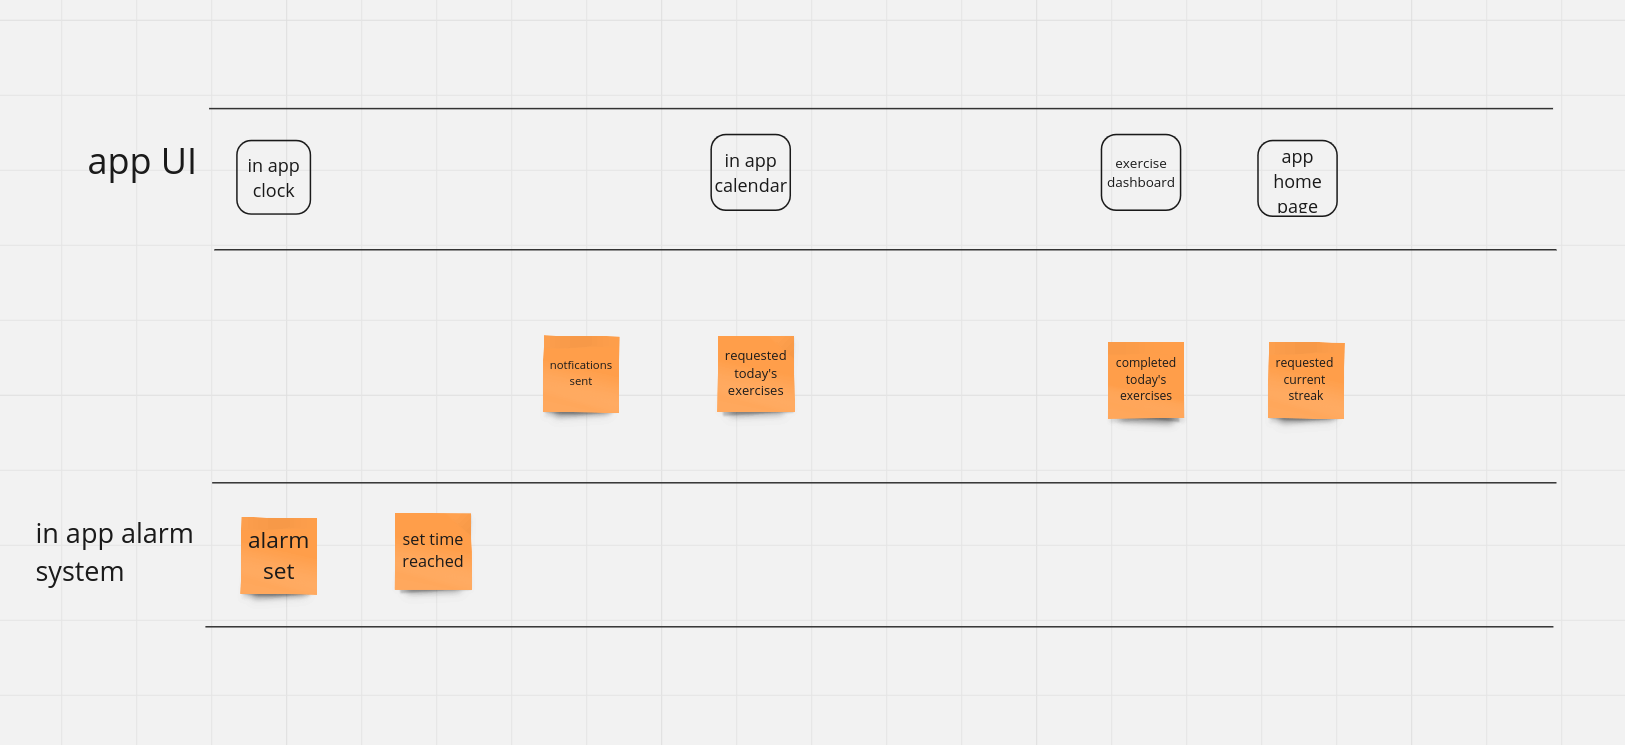 app UI
in app
clock
in app
calendar
exercise
dashboard
app
home
page
notfications
sent
requested
today's
exercises
completed
today's
exercises
requested
current
streak
in app alarm
system
alarm
set
set time
reached